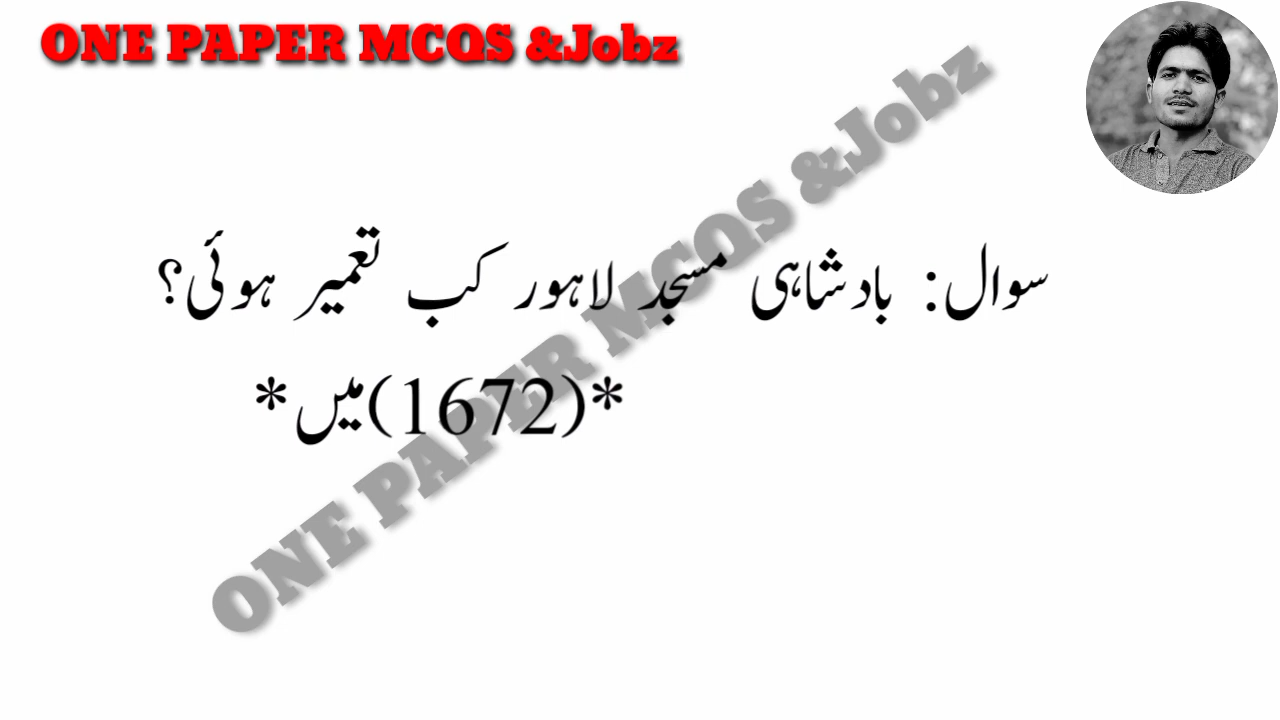 ONE PAPER MCQS &Jobz
سوال: بادشاہی مسجد لاہور کب تعمیر ہوئی؟
*(1672)میں*
ONE PAPER MCQS &Jobz